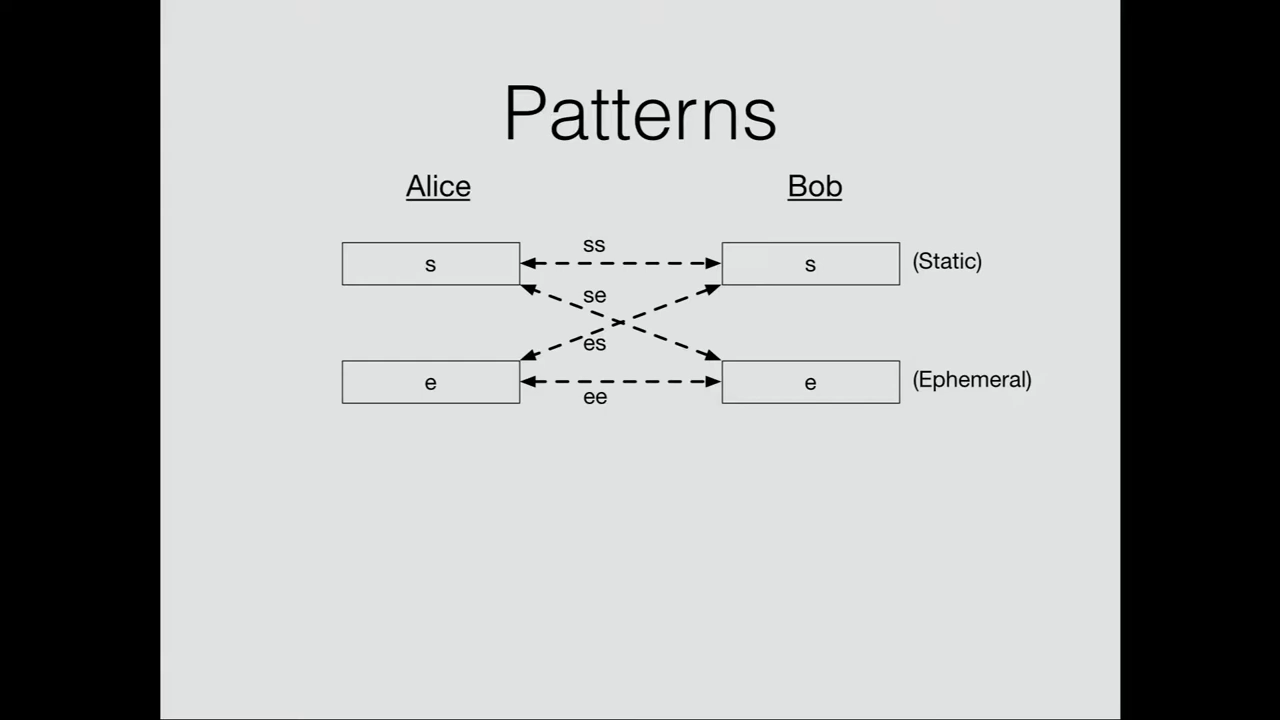 Patterns
Alice Bob
ss
s s (Static)
se
es
e e (Ephemeral)
ee